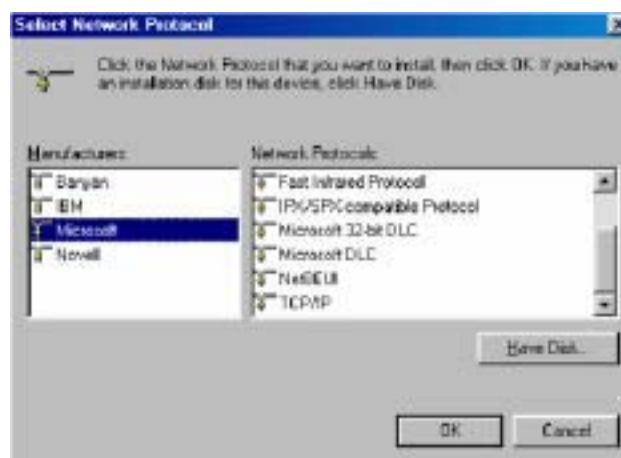 Select Network Protocol
Click the Network Protocol that you want to install, then click OK. If you have
an installation disk for this device, click Have Disk.
Manufacturers:
Banyan
IBM
Microsoft
Novell
Network Protocols:
Fast Infrared Protocol
IPX/SPX-compatible Protocol
Microsoft 32-bit DLC
Microsoft DLC
NetBEUI
TCP/IP
Have Disk...
OK
Cancel